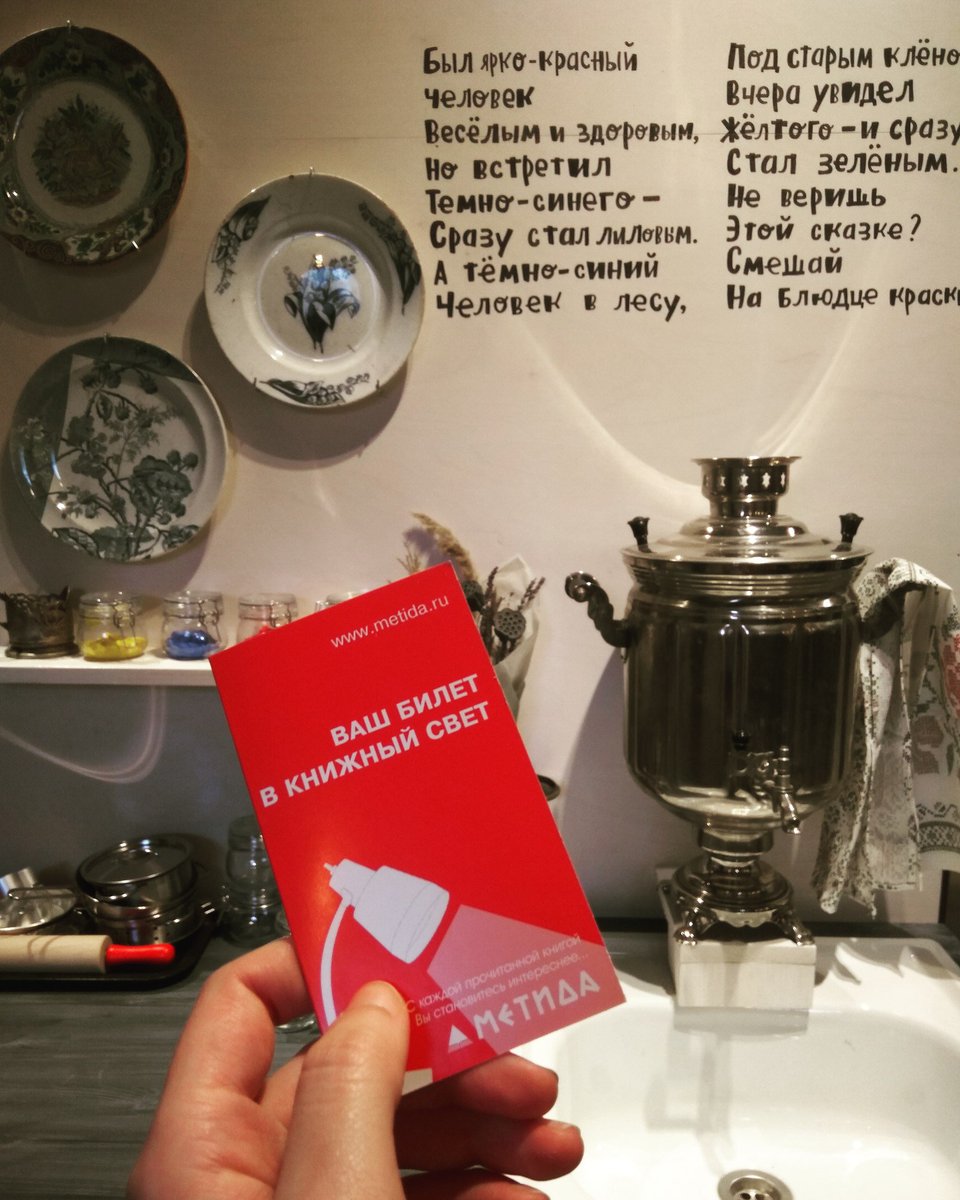 Был ярко-красный
человек
Весёлым и здоровым,
Но встретил
Темно-синего -
Сразу стал лиловым.
А тёмно-синий
Человек в лесу,
Под старым клёно
Вчера увидел
Жёлтого - и сразу
Стал зелёным.
Не веришь
Этой сказке?
Смешай
На блюдце краск
www.metida.ru
ВАШ БИЛЕТ
В КНИЖНЫЙ СВЕТ
С каждой прочитанной книгой
Вы становитесь интереснее...
МЕТИДА